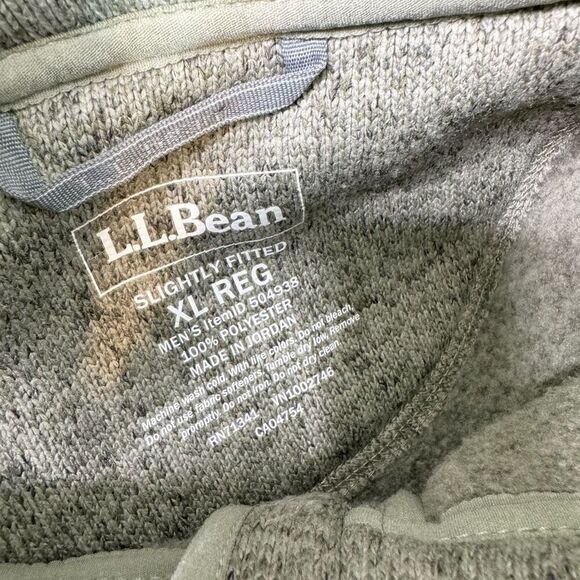 L.L.Bean
SLIGHTLY FITTED
XL REG
MEN'S ItemID 504938
100% POLYESTER
MADE IN JORDAN
Machine wash cold. With like colors. Do not bleach
Do not use fabric softeners. Tumble dry low. Remove
promptly. Do not iron. Do not dry clean
RN71341 VN1002746
CA04754